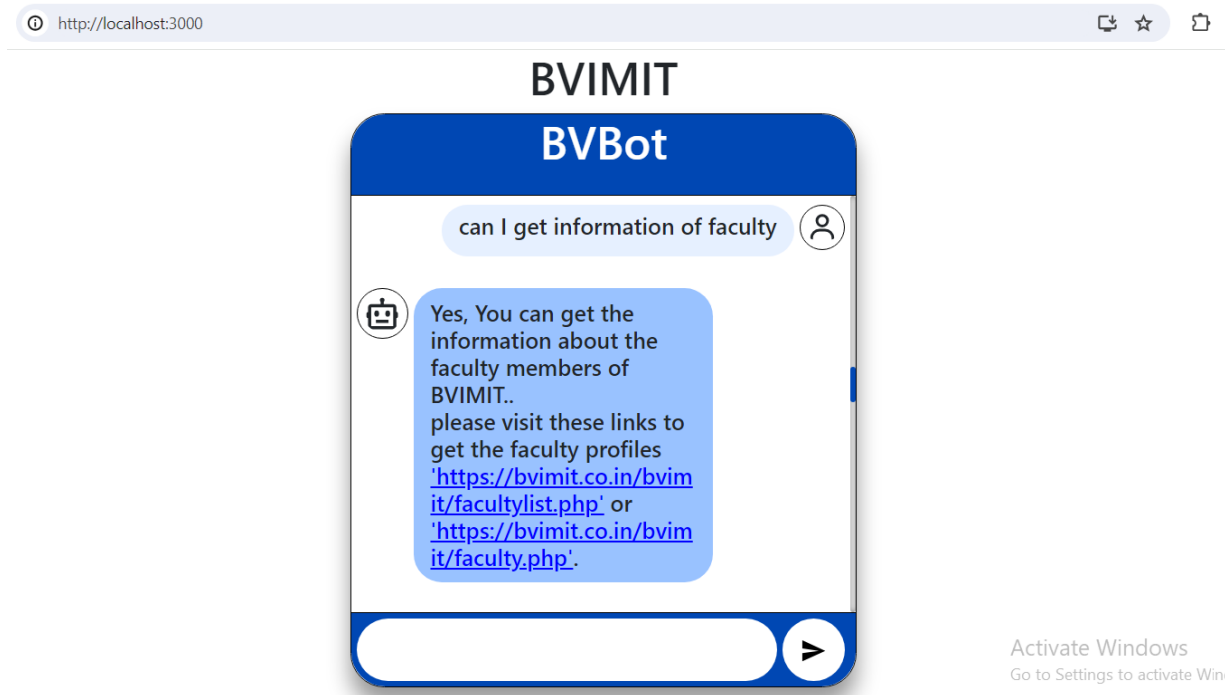 http://localhost:3000
BVIMIT
BVBot
can I get information of faculty
Yes, You can get the
information about the
faculty members of
BVIMIT..
please visit these links to
get the faculty profiles
'https://bvimit.co.in/bvim
it/facultylist.php' or
'https://bvimit.co.in/bvim
it/faculty.php'.
Activate Windows
Go to Settings to activate Win